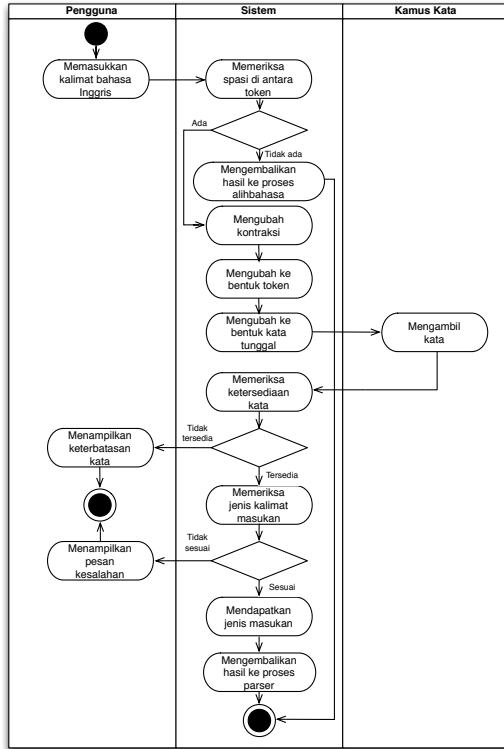 Pengguna
Sistem
Kamus Kata
Memasukkan
kalimat bahasa
Inggris
Memeriksa
spasi di antara
token
Ada
Tidak ada
Mengembalikan
hasil ke proses
alihbahasa
Mengubah
kontraksi
Mengubah ke
bentuk token
Mengubah ke
bentuk kata
tunggal
Mengambil
kata
Memeriksa
ketersediaan
kata
Tidak
tersedia
Menampilkan
keterbatasan
kata
Tersedia
Memeriksa
jenis kalimat
masukan
Tidak
sesuai
Menampilkan
pesan
kesalahan
Sesuai
Mendapatkan
jenis masukan
Mengembalikan
hasil ke proses
parser